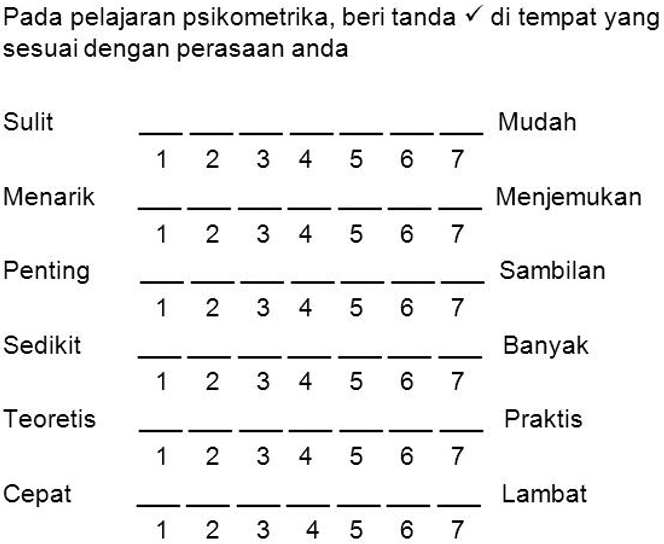 Pada pelajaran psikometrika, beri tanda ✓ di tempat yang
sesuai dengan perasaan anda
Sulit ___ ___ ___ ___ ___ ___ ___ Mudah
1 2 3 4 5 6 7
Menarik ___ ___ ___ ___ ___ ___ ___ Menjemukan
1 2 3 4 5 6 7
Penting ___ ___ ___ ___ ___ ___ ___ Sambilan
1 2 3 4 5 6 7
Sedikit ___ ___ ___ ___ ___ ___ ___ Banyak
1 2 3 4 5 6 7
Teoretis ___ ___ ___ ___ ___ ___ ___ Praktis
1 2 3 4 5 6 7
Cepat ___ ___ ___ ___ ___ ___ ___ Lambat
1 2 3 4 5 6 7